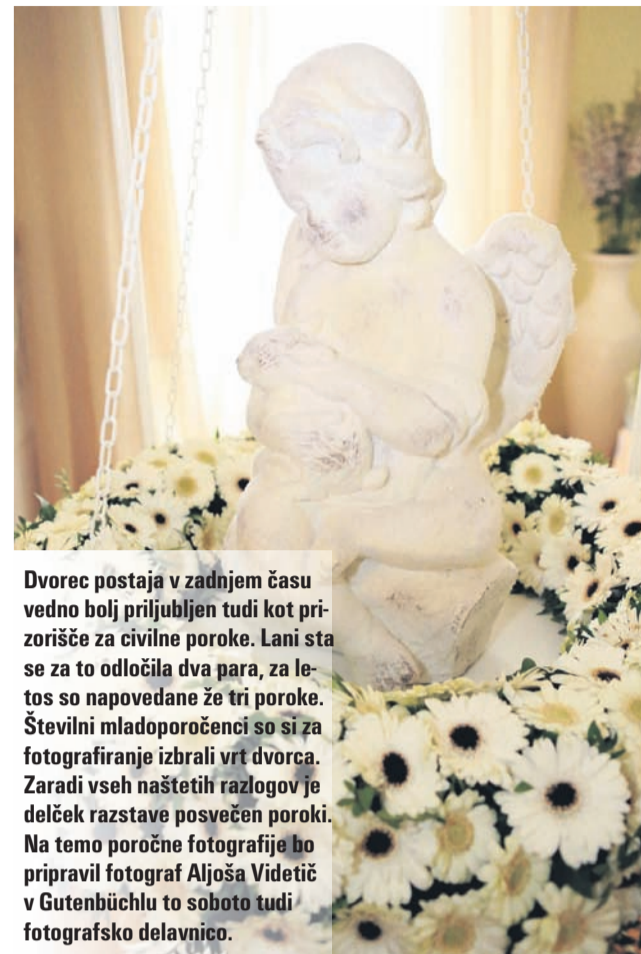 Dvorec postaja v zadnjem času
vedno bolj priljubljen tudi kot pri-
zorišče za civilne poroke. Lani sta
se za to odločila dva para, za le-
tos so napovedane že tri poroke.
Številni mladoporočenci so si za
fotografiranje izbrali vrt dvorca.
Zaradi vseh naštetih razlogov je
delček razstave posvečen poroki.
Na temo poročne fotografije bo
pripravil fotograf Aljoša Videtič
v Gutenbüchlu to soboto tudi
fotografsko delavnico.